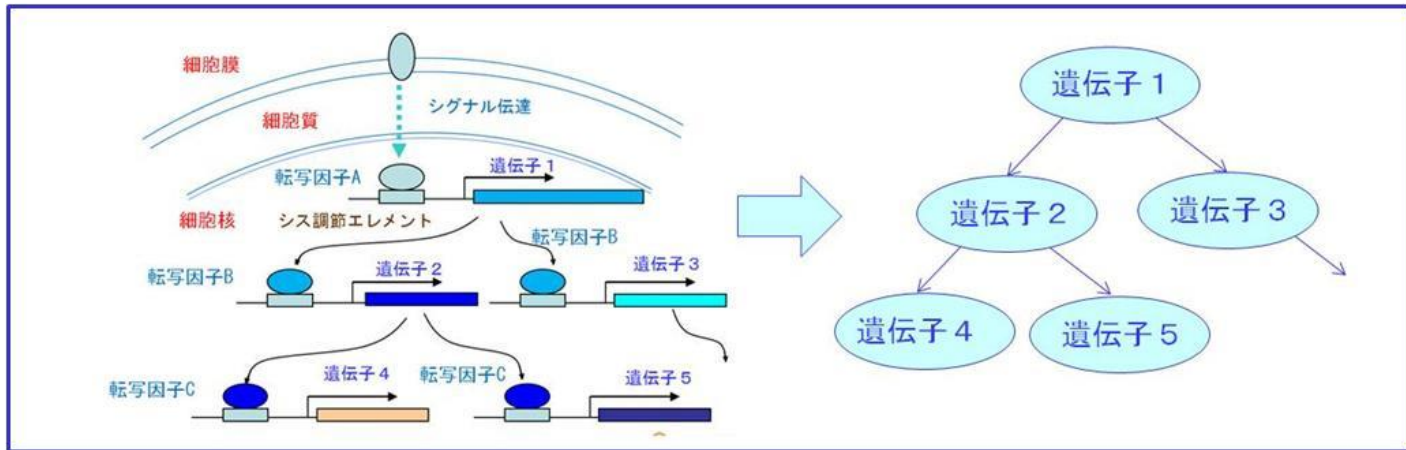 細胞膜
シグナル伝達
細胞質
転写因子A
遺伝子1
細胞核
シス調節エレメント
転写因子B
転写因子B
遺伝子2
遺伝子3
転写因子C
遺伝子4
転写因子C
遺伝子5
遺伝子1
遺伝子2
遺伝子3
遺伝子4
遺伝子5